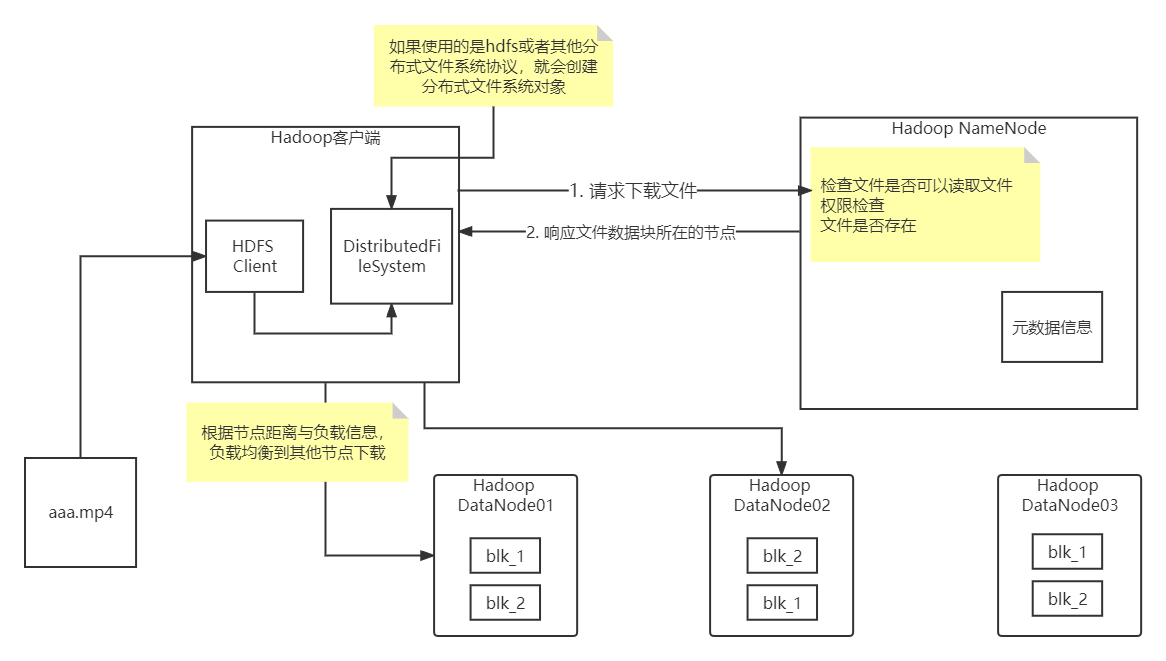 如果使用的是hdfs或者其他分
布式文件系统协议，就会创建
分布式文件系统对象
Hadoop客户端
Hadoop NameNode
1. 请求下载文件
检查文件是否可以读取文件
权限检查
文件是否存在
2. 响应文件数据块所在的节点
HDFS
Client
DistributedFi
leSystem
元数据信息
根据节点距离与负载信息，
负载均衡到其他节点下载
aaa.mp4
Hadoop
DataNode01
blk_1
blk_2
Hadoop
DataNode02
blk_2
blk_1
Hadoop
DataNode03
blk_1
blk_2